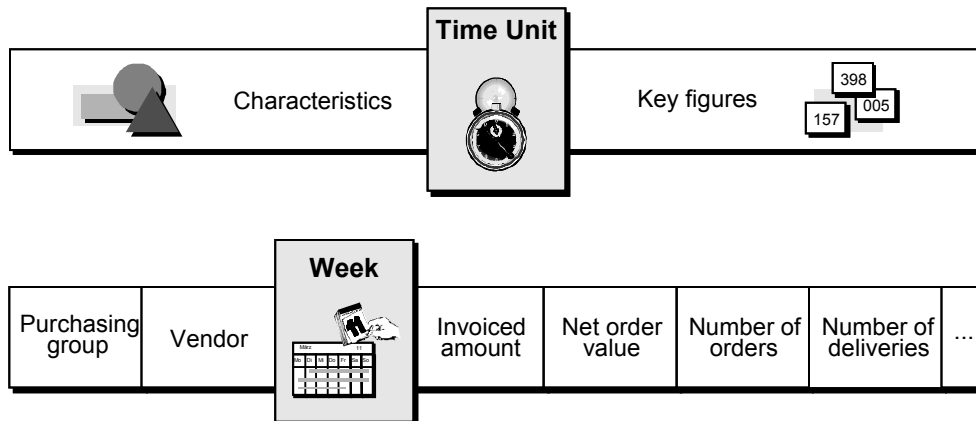 Time Unit
Characteristics
Key figures
398
005
157
Week
Purchasing
group
Vendor
11
März 11
Mo Di Mi Do Fr Sa So
Invoiced
amount
Net order
value
Number of
orders
Number of
deliveries
...